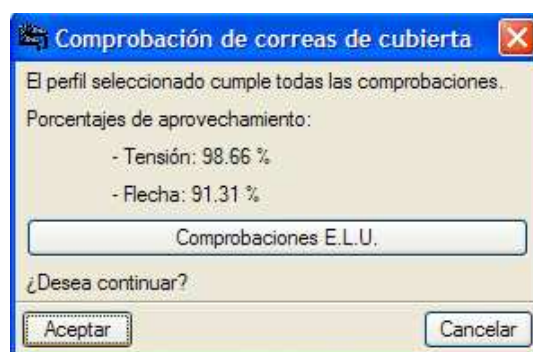 Comprobación de correas de cubierta
El perfil seleccionado cumple todas las comprobaciones.
Porcentajes de aprovechamiento:
- Tensión: 98.66 %
- Flecha: 91.31 %
Comprobaciones E.L.U.
¿Desea continuar?
Aceptar
Cancelar